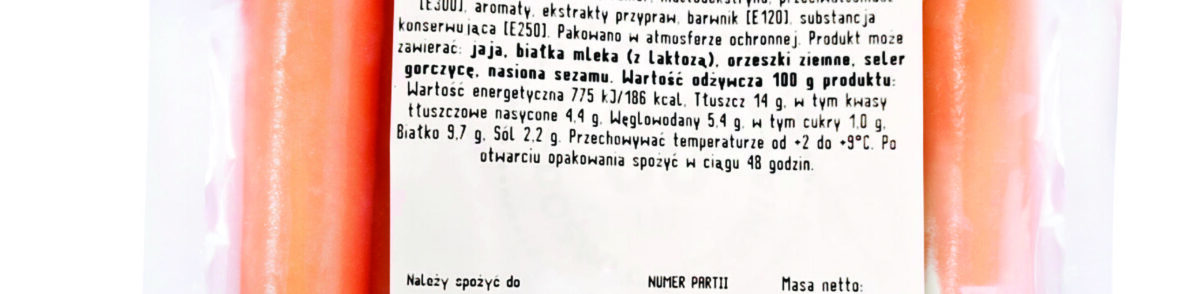 [E300], aromaty, ekstrakty przypraw, barwnik [E120], substancja
konserwująca [E250]. Pakowano w atmosferze ochronnej. Produkt może
zawierać: jaja, białka mleka (z laktozą), orzeszki ziemne, seler
gorczycę, nasiona sezamu. Wartość odżywcza 100 g produktu:
Wartość energetyczna 775 kJ/186 kcal, Tłuszcz 14 g, w tym kwasy
tłuszczowe nasycone 4,4 g, Węglowodany 5,4 g, w tym cukry 1,0 g,
Białko 9,7 g, Sól 2,2 g. Przechowywać temperaturze od +2 do +9°C. Po
otwarciu opakowania spożyć w ciągu 48 godzin.
Należy spożyć do NUMER PARTII Masa netto: